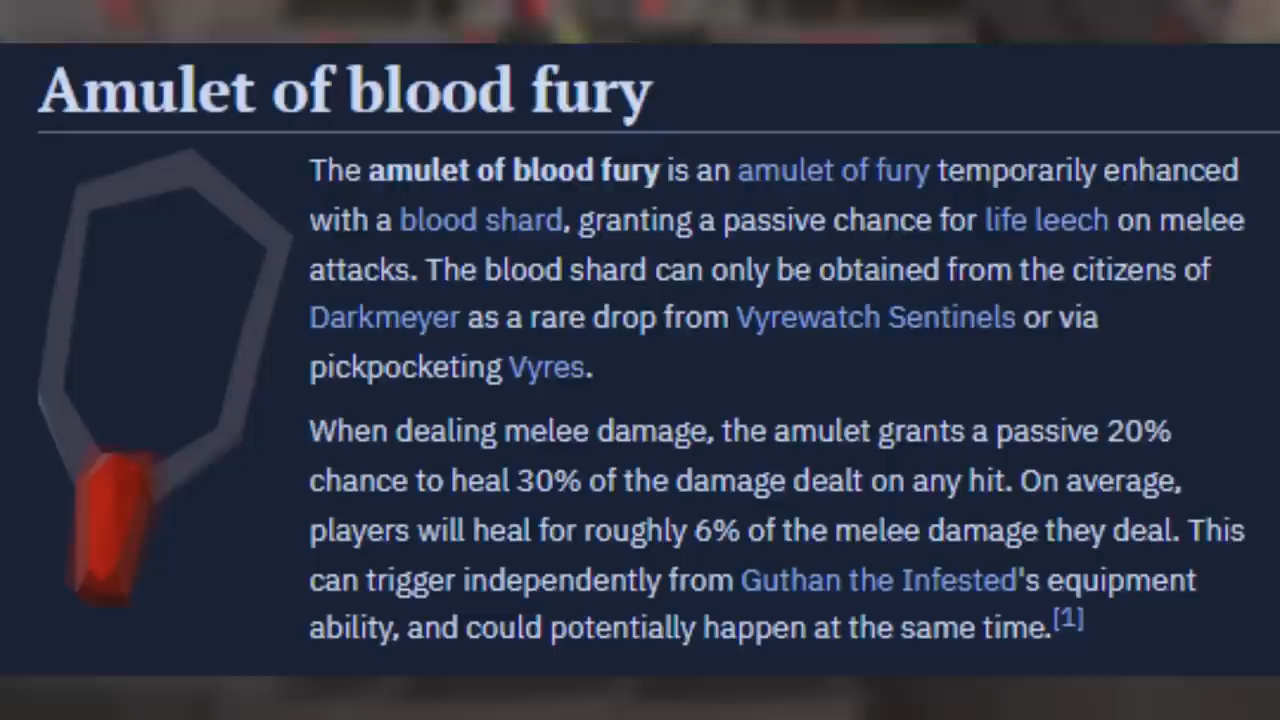 Amulet of blood fury
The amulet of blood fury is an amulet of fury temporarily enhanced
with a blood shard, granting a passive chance for life leech on melee
attacks. The blood shard can only be obtained from the citizens of
Darkmeyer as a rare drop from Vyrewatch Sentinels or via
pickpocketing Vyres.
When dealing melee damage, the amulet grants a passive 20%
chance to heal 30% of the damage dealt on any hit. On average,
players will heal for roughly 6% of the melee damage they deal. This
can trigger independently from Guthan the Infested's equipment
ability, and could potentially happen at the same time.[1]